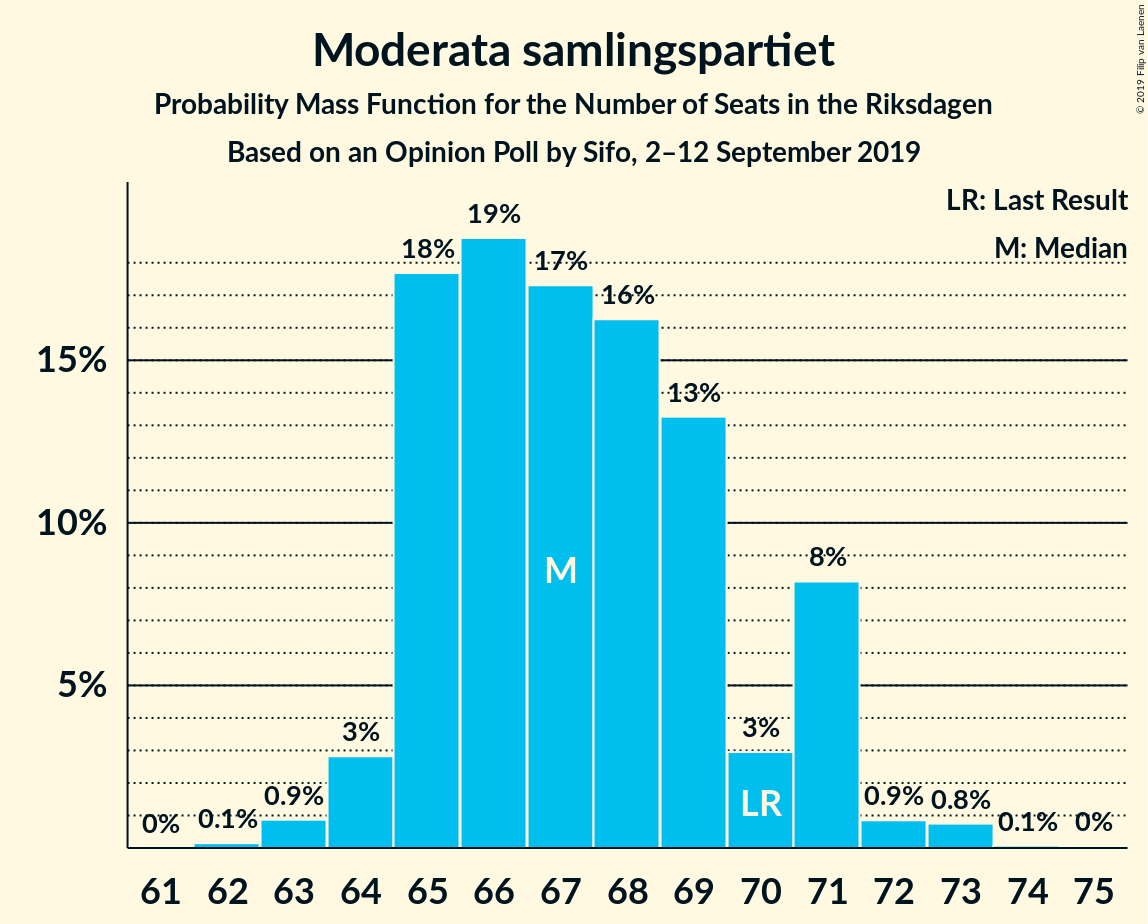 Moderata samlingspartiet
Probability Mass Function for the Number of Seats in the Riksdagen
Based on an Opinion Poll by Sifo, 2–12 September 2019
© 2019 Filip van Laenen
LR: Last Result
M: Median
15%
10%
5%
0%
0.1%
0.9%
3%
18%
19%
17%
16%
13%
3%
8%
0.9%
0.8%
0.1%
0%
M
LR
61 62 63 64 65 66 67 68 69 70 71 72 73 74 75